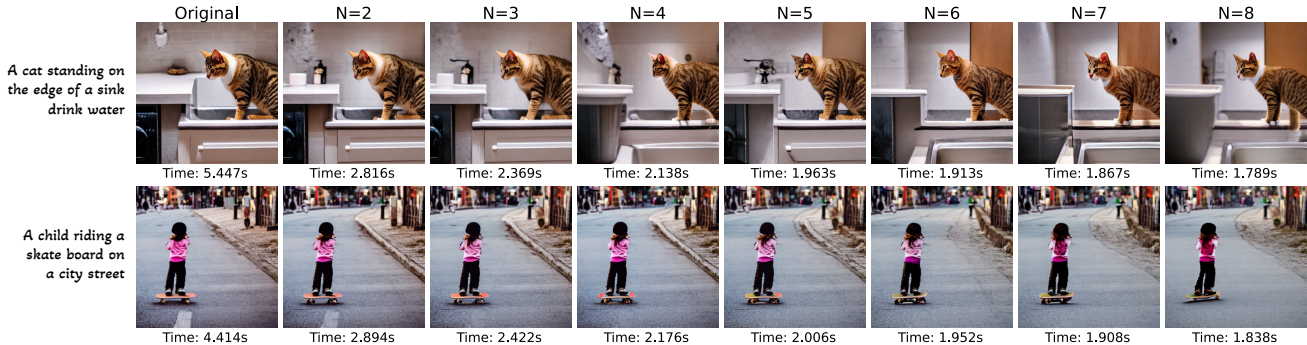 Original N=2 N=3 N=4 N=5 N=6 N=7 N=8
A cat standing on
the edge of a sink
drink water
Time: 5.447s Time: 2.816s Time: 2.369s Time: 2.138s Time: 1.963s Time: 1.913s Time: 1.867s Time: 1.789s
A child riding a
skate board on
a city street
Time: 4.414s Time: 2.894s Time: 2.422s Time: 2.176s Time: 2.006s Time: 1.952s Time: 1.908s Time: 1.838s